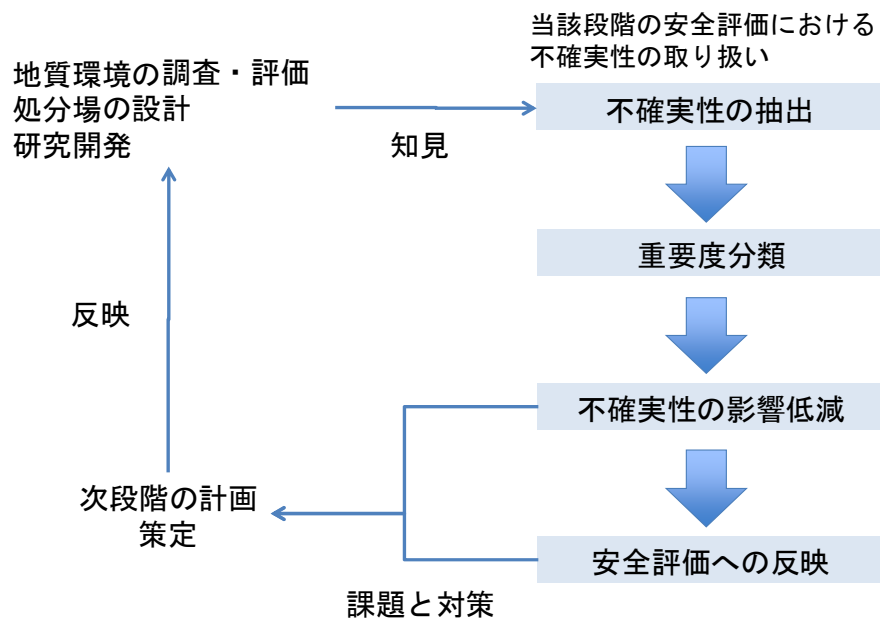 当該段階の安全評価における
不確実性の取り扱い
地質環境の調査・評価
処分場の設計
研究開発
知見
不確実性の抽出
重要度分類
反映
不確実性の影響低減
次段階の計画
策定
安全評価への反映
課題と対策